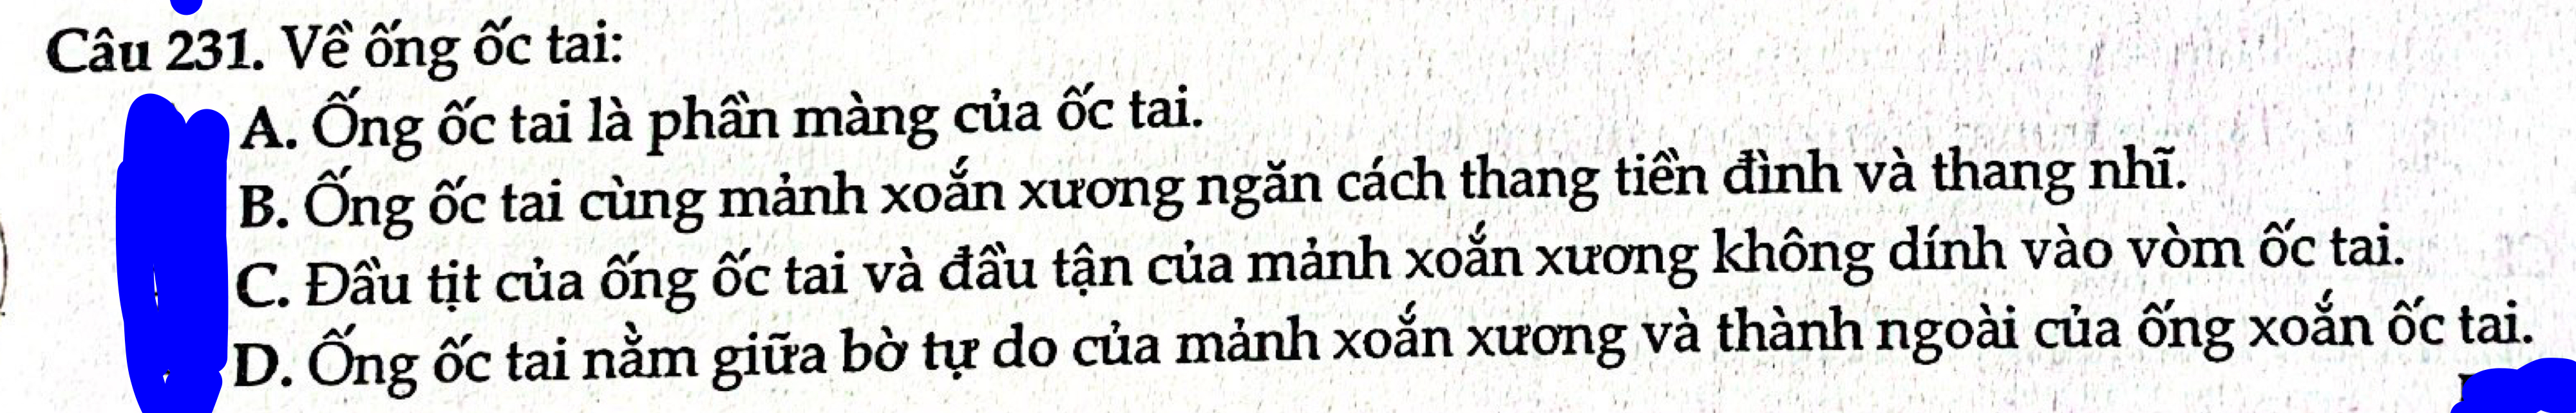 Câu 231. Về ống ốc tai:
A. Ống ốc tai là phần màng của ốc tai.
B. Ống ốc tai cùng mảnh xoắn xương ngăn cách thang tiền đình và thang nhĩ.
C. Đầu tịt của ống ốc tai và đầu tận của mảnh xoắn xương không dính vào vòm ốc tai.
D. Ống ốc tai nằm giữa bờ tự do của mảnh xoắn xương và thành ngoài của ống xoắn ốc tai.